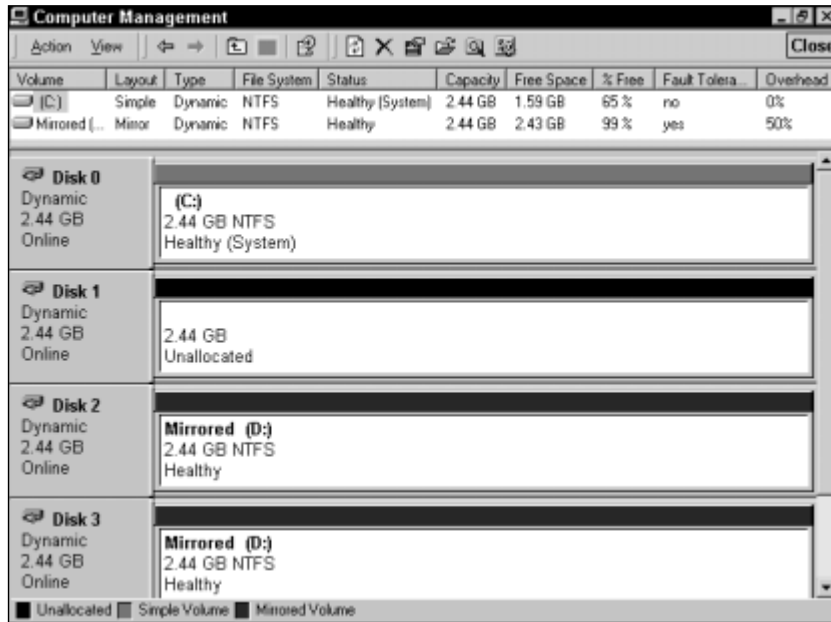 Computer Management
Action View Close
Volume Layout Type File System Status Capacity Free Space % Free Fault Tolera... Overhead
(C:) Simple Dynamic NTFS Healthy (System) 2.44 GB 1.59 GB 65 % no 0%
Mirrored (... Mirror Dynamic NTFS Healthy 2.44 GB 2.43 GB 99 % yes 50%
Disk 0
Dynamic
2.44 GB
Online
(C:)
2.44 GB NTFS
Healthy (System)
Disk 1
Dynamic
2.44 GB
Online
2.44 GB
Unallocated
Disk 2
Dynamic
2.44 GB
Online
Mirrored (D:)
2.44 GB NTFS
Healthy
Disk 3
Dynamic
2.44 GB
Online
Mirrored (D:)
2.44 GB NTFS
Healthy
Unallocated Simple Volume Mirrored Volume